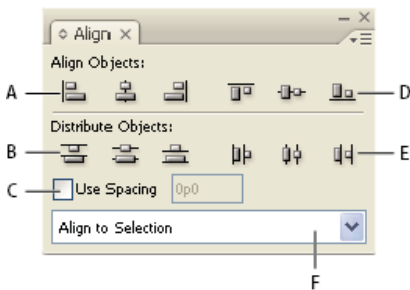 Align
Align Objects:
A
D
Distribute Objects:
B
E
C
Use Spacing
0p0
Align to Selection
F